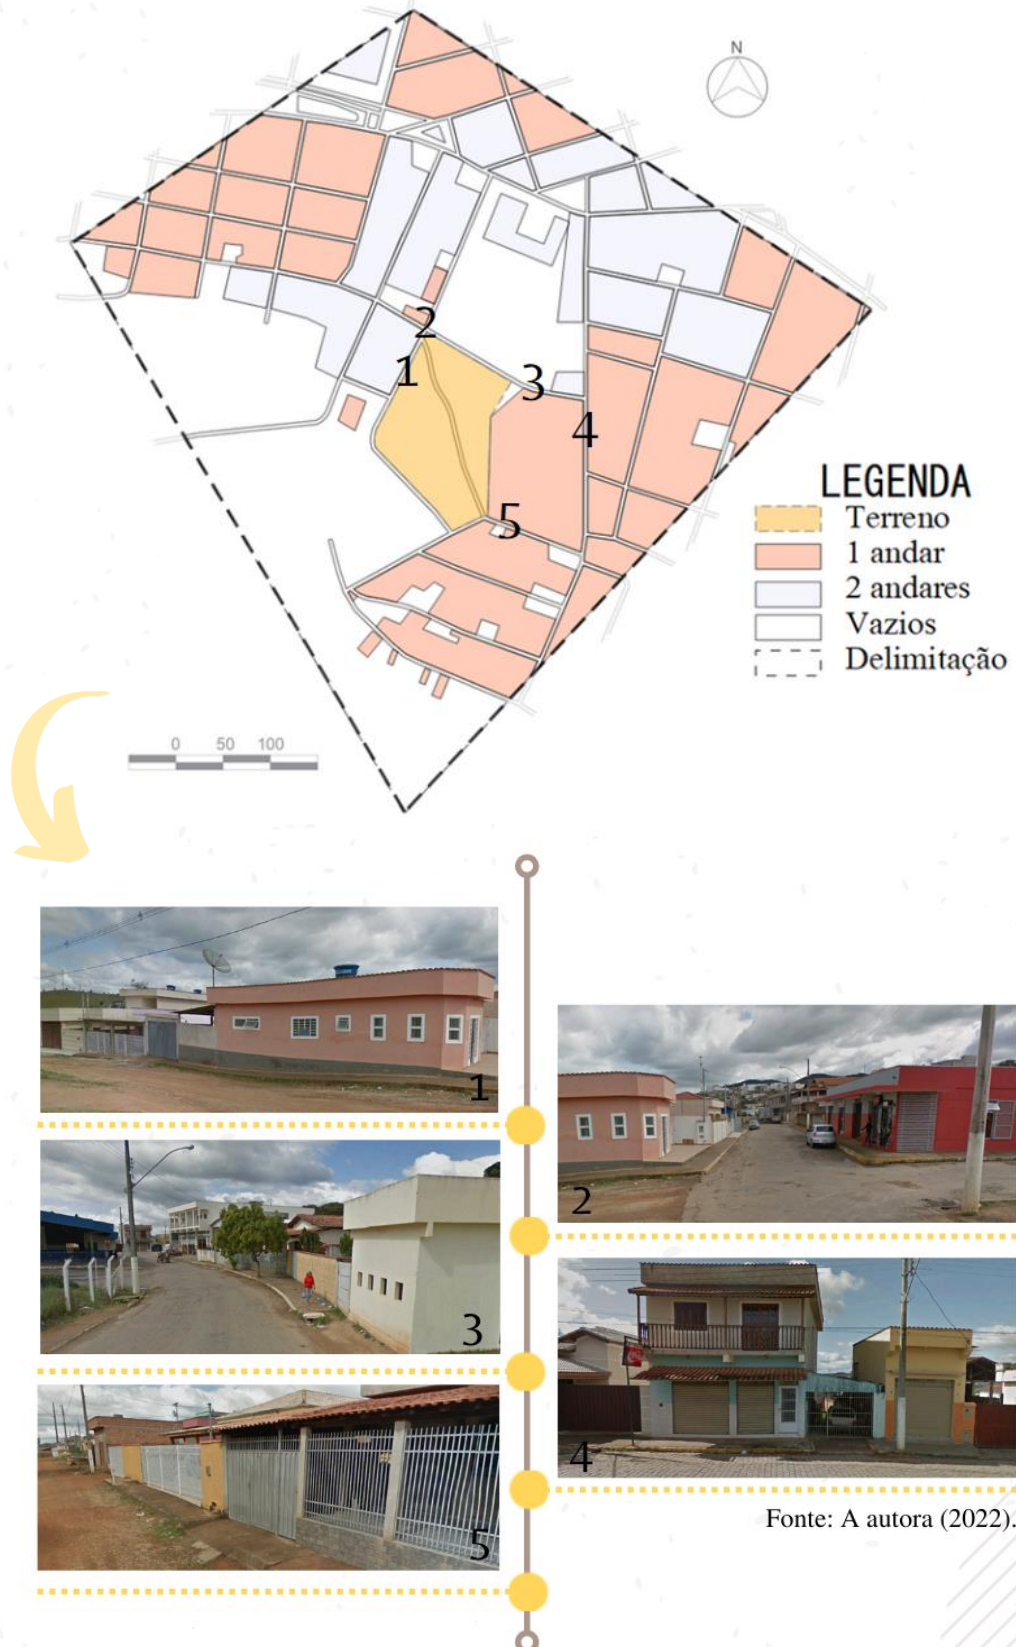 N
2
1
3
4
5
LEGENDA
Terreno
1 andar
2 andares
Vazios
Delimitação
0 50 100
1
2
3
4
5
Fonte: A autora (2022).